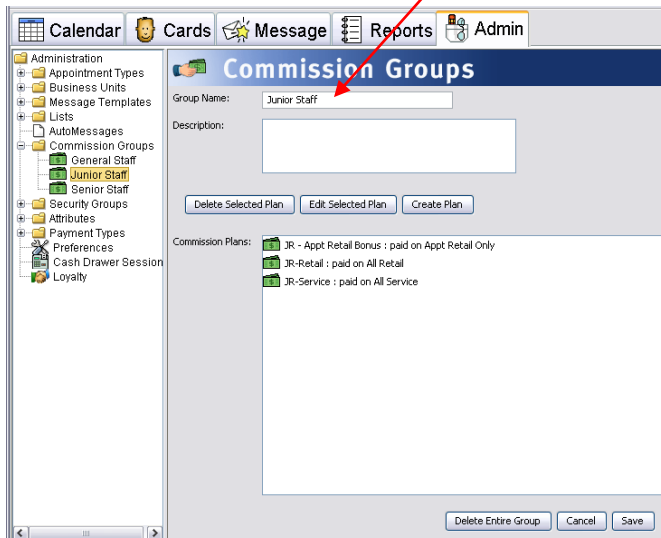 Calendar Cards Message Reports Admin
Administration
Appointment Types
Business Units
Message Templates
Lists
AutoMessages
Commission Groups
General Staff
Junior Staff
Senior Staff
Security Groups
Attributes
Payment Types
Preferences
Cash Drawer Session
Loyalty
Commission Groups
Group Name: Junior Staff
Description:
Delete Selected Plan Edit Selected Plan Create Plan
Commission Plans: JR - Appt Retail Bonus : paid on Appt Retail Only
JR-Retail : paid on All Retail
JR-Service : paid on All Service
Delete Entire Group Cancel Save